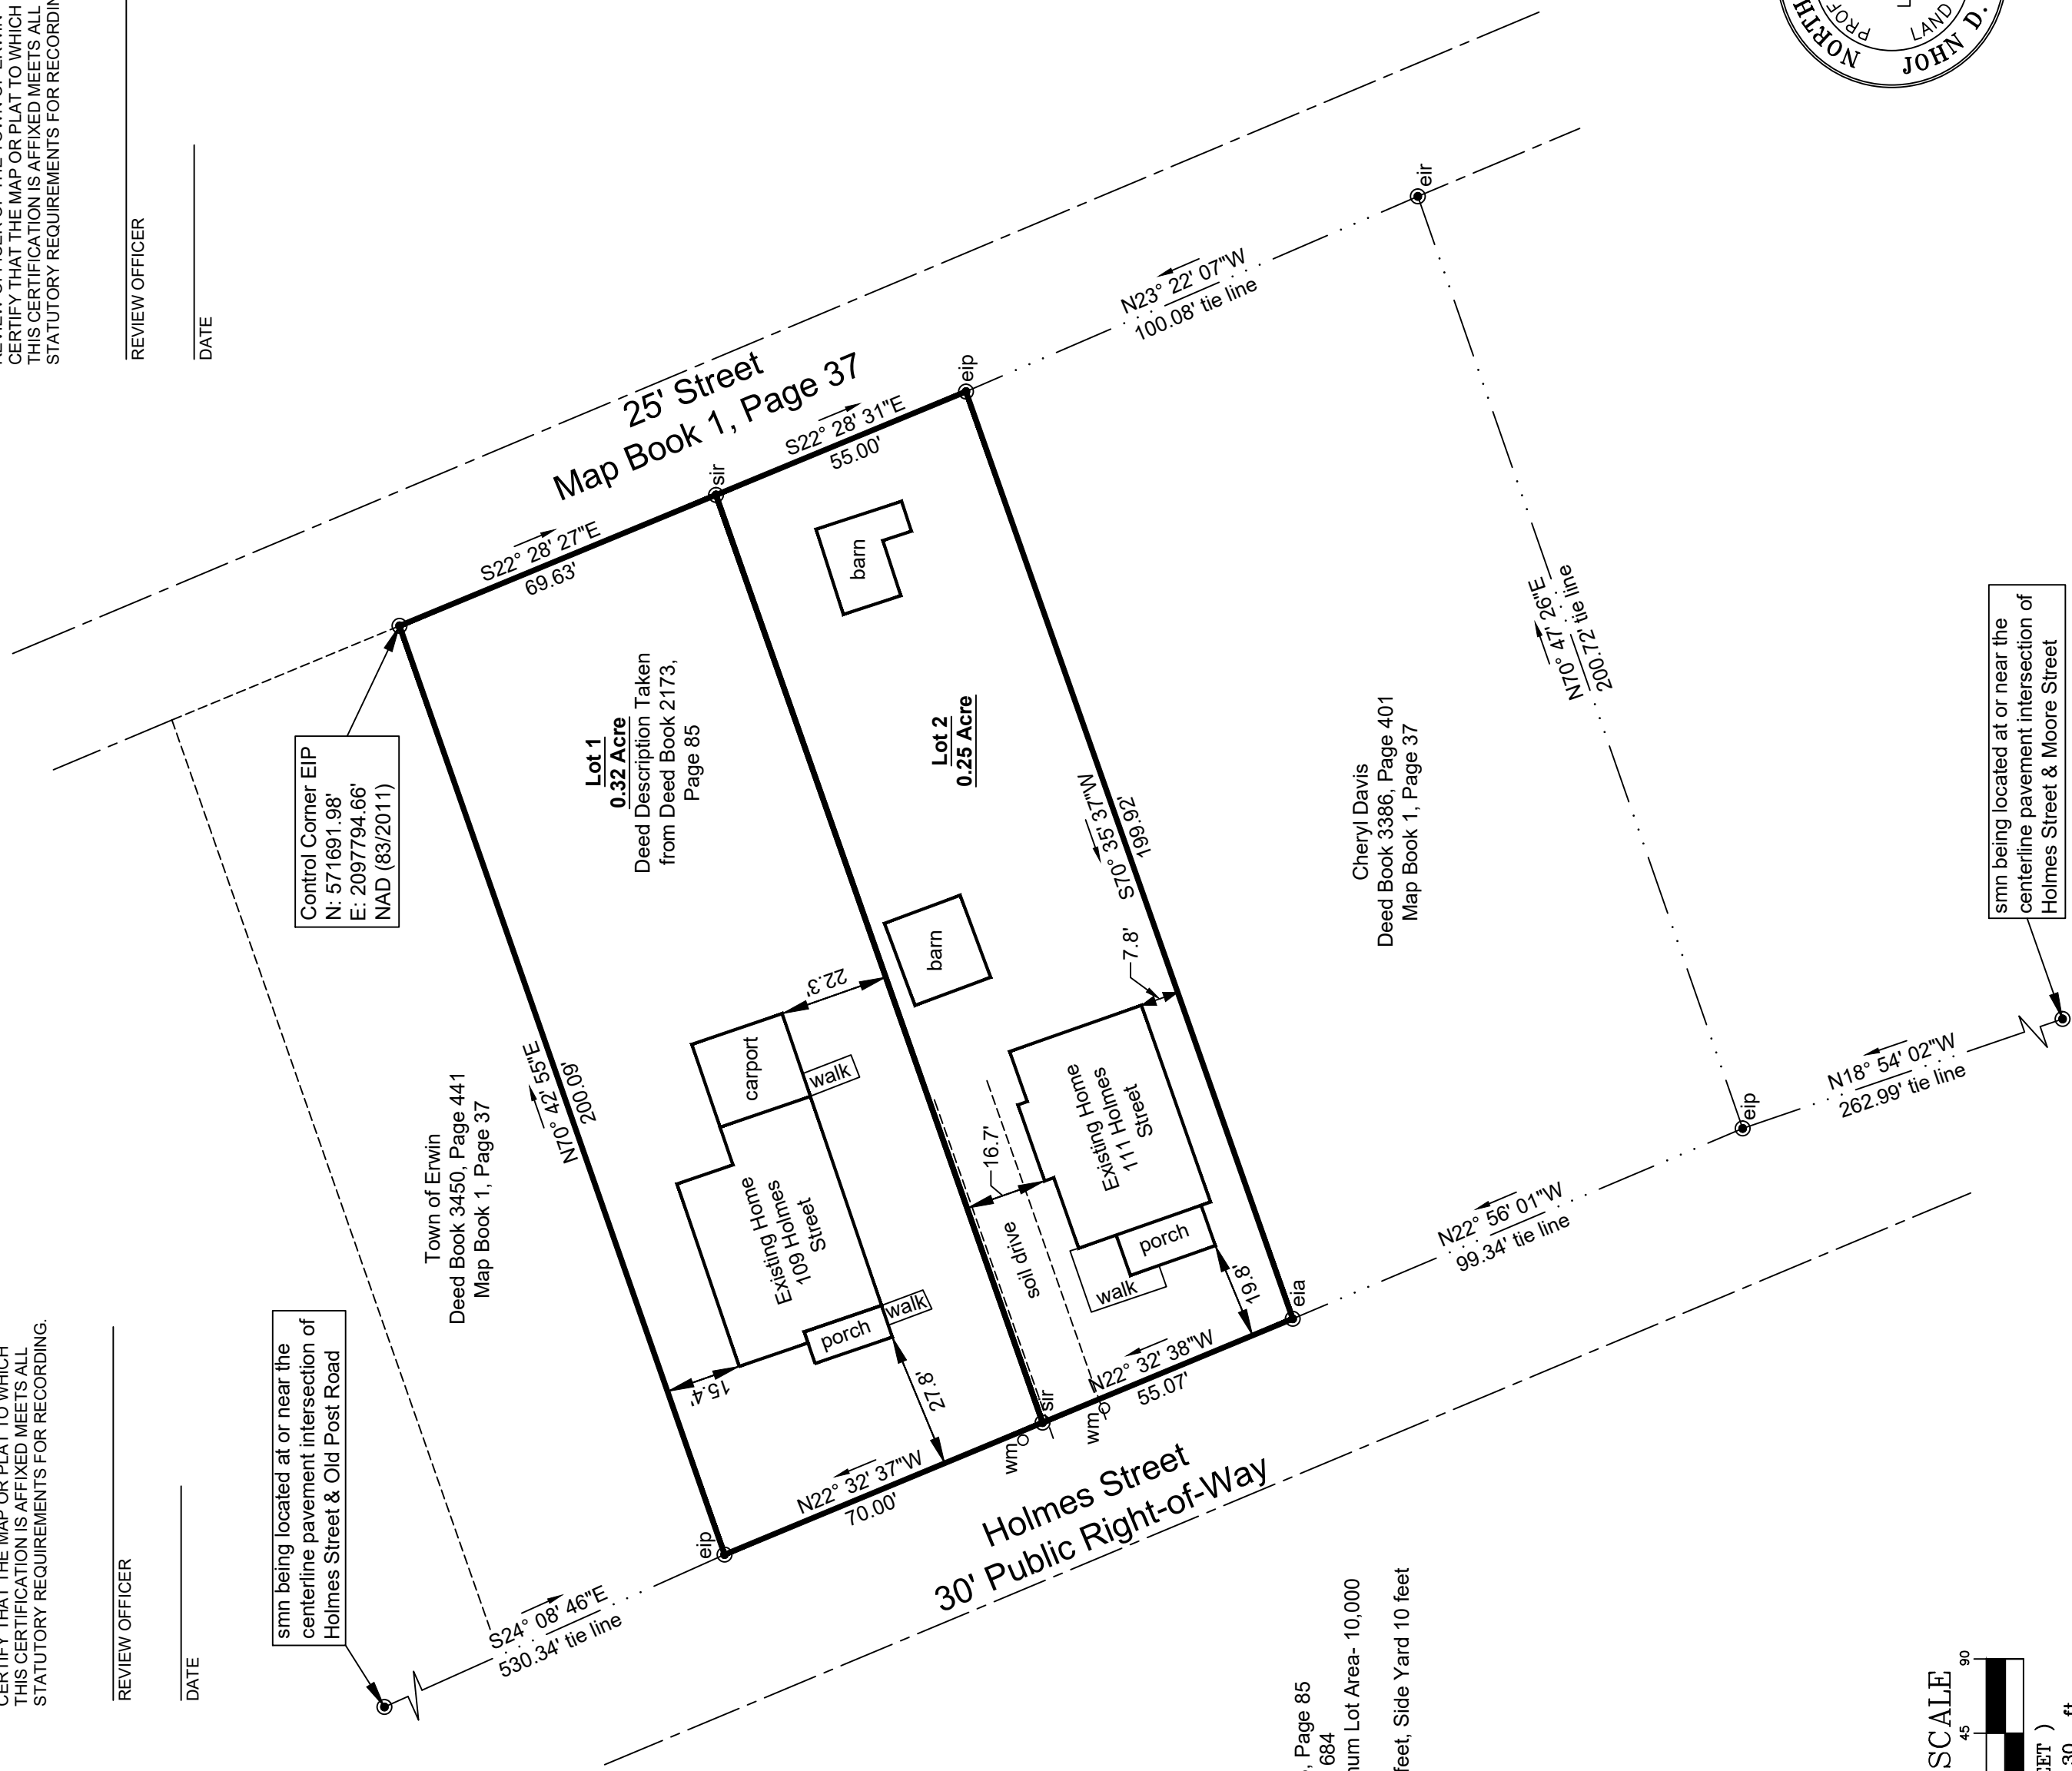 CERTIFY THAT THE MAP OR PLAT TO WHICH
THIS CERTIFICATION IS AFFIXED MEETS ALL
STATUTORY REQUIREMENTS FOR RECORDING
REVIEW OFFICER
DATE
CERTIFY THAT THE MAP OR PLAT TO WHICH
THIS CERTIFICATION IS AFFIXED MEETS ALL
STATUTORY REQUIREMENTS FOR RECORDING.
REVIEW OFFICER
DATE
NORTH
PROF
LAND
JOHN D.
25' Street
Map Book 1, Page 37
S22° 28' 27"E
69.63'
sir
S22° 28' 31"E
55.00'
eip
N23° 22' 07"W
100.08' tie line
eir
Control Corner EIP
N: 571691.98'
E: 2097794.66'
NAD (83/2011)
Lot 1
0.32 Acre
Deed Description Taken
from Deed Book 2173,
Page 85
barn
Lot 2
0.25 Acre
S70° 35' 37"W
199.92'
N70° 47' 26"E
200.72' tie line
Cheryl Davis
Deed Book 3386, Page 401
Map Book 1, Page 37
smn being located at or near the
centerline pavement intersection of
Holmes Street & Moore Street
Town of Erwin
Deed Book 3450, Page 441
Map Book 1, Page 37
N70° 42' 55"E
200.09'
carport
walk
22.3'
barn
7.8'
Existing Home
109 Holmes
Street
porch
walk
15.4'
27.8'
16.7'
soil drive
Existing Home
111 Holmes
Street
porch
walk
19.8'
smn being located at or near the
centerline pavement intersection of
Holmes Street & Old Post Road
S24° 08' 46"E
530.34' tie line
eip
N22° 32' 37"W
70.00'
wm
sir
wm
N22° 32' 38"W
55.07'
eia
N22° 56' 01"W
99.34' tie line
eip
N18° 54' 02"W
262.99' tie line
Holmes Street
30' Public Right-of-Way
, Page 85
684
num Lot Area- 10,000
feet, Side Yard 10 feet
SCALE
45
90
EET )
30 ft